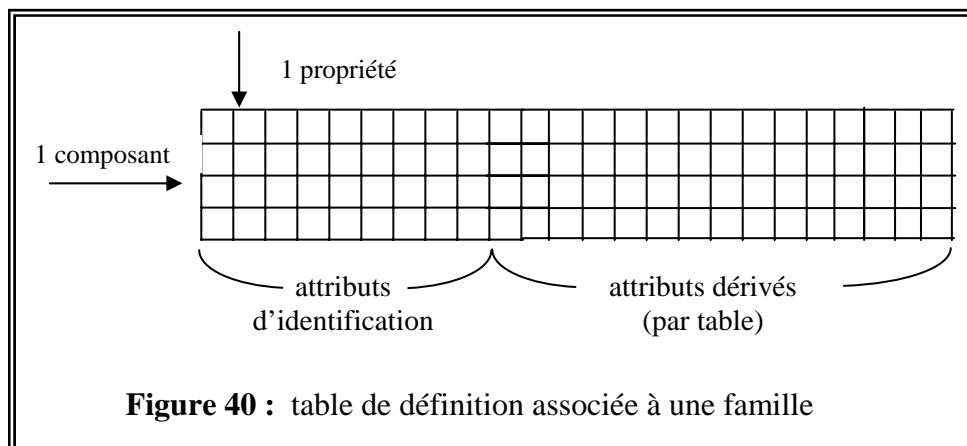 1 propriété
1 composant
attributs
d’identification
attributs dérivés
(par table)
Figure 40 : table de définition associée à une famille